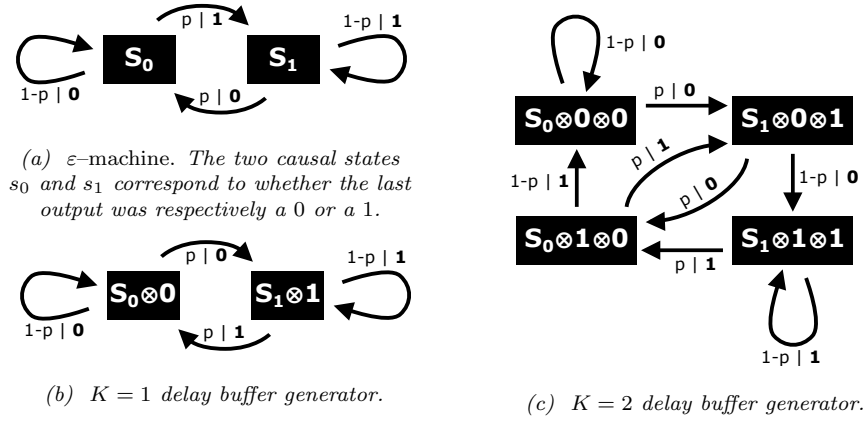 p | 1
1-p | 1
S₀
S₁
1-p | 0
p | 0
(a) ε–machine. The two causal states
s₀ and s₁ correspond to whether the last
output was respectively a 0 or a 1.
p | 0
1-p | 1
S₀⊗0
S₁⊗1
1-p | 0
p | 1
(b) K = 1 delay buffer generator.
1-p | 0
S₀⊗0⊗0
p | 0
S₁⊗0⊗1
p | 1
1-p | 1
p | 0
1-p | 0
S₀⊗1⊗0
S₁⊗1⊗1
p | 1
1-p | 1
(c) K = 2 delay buffer generator.